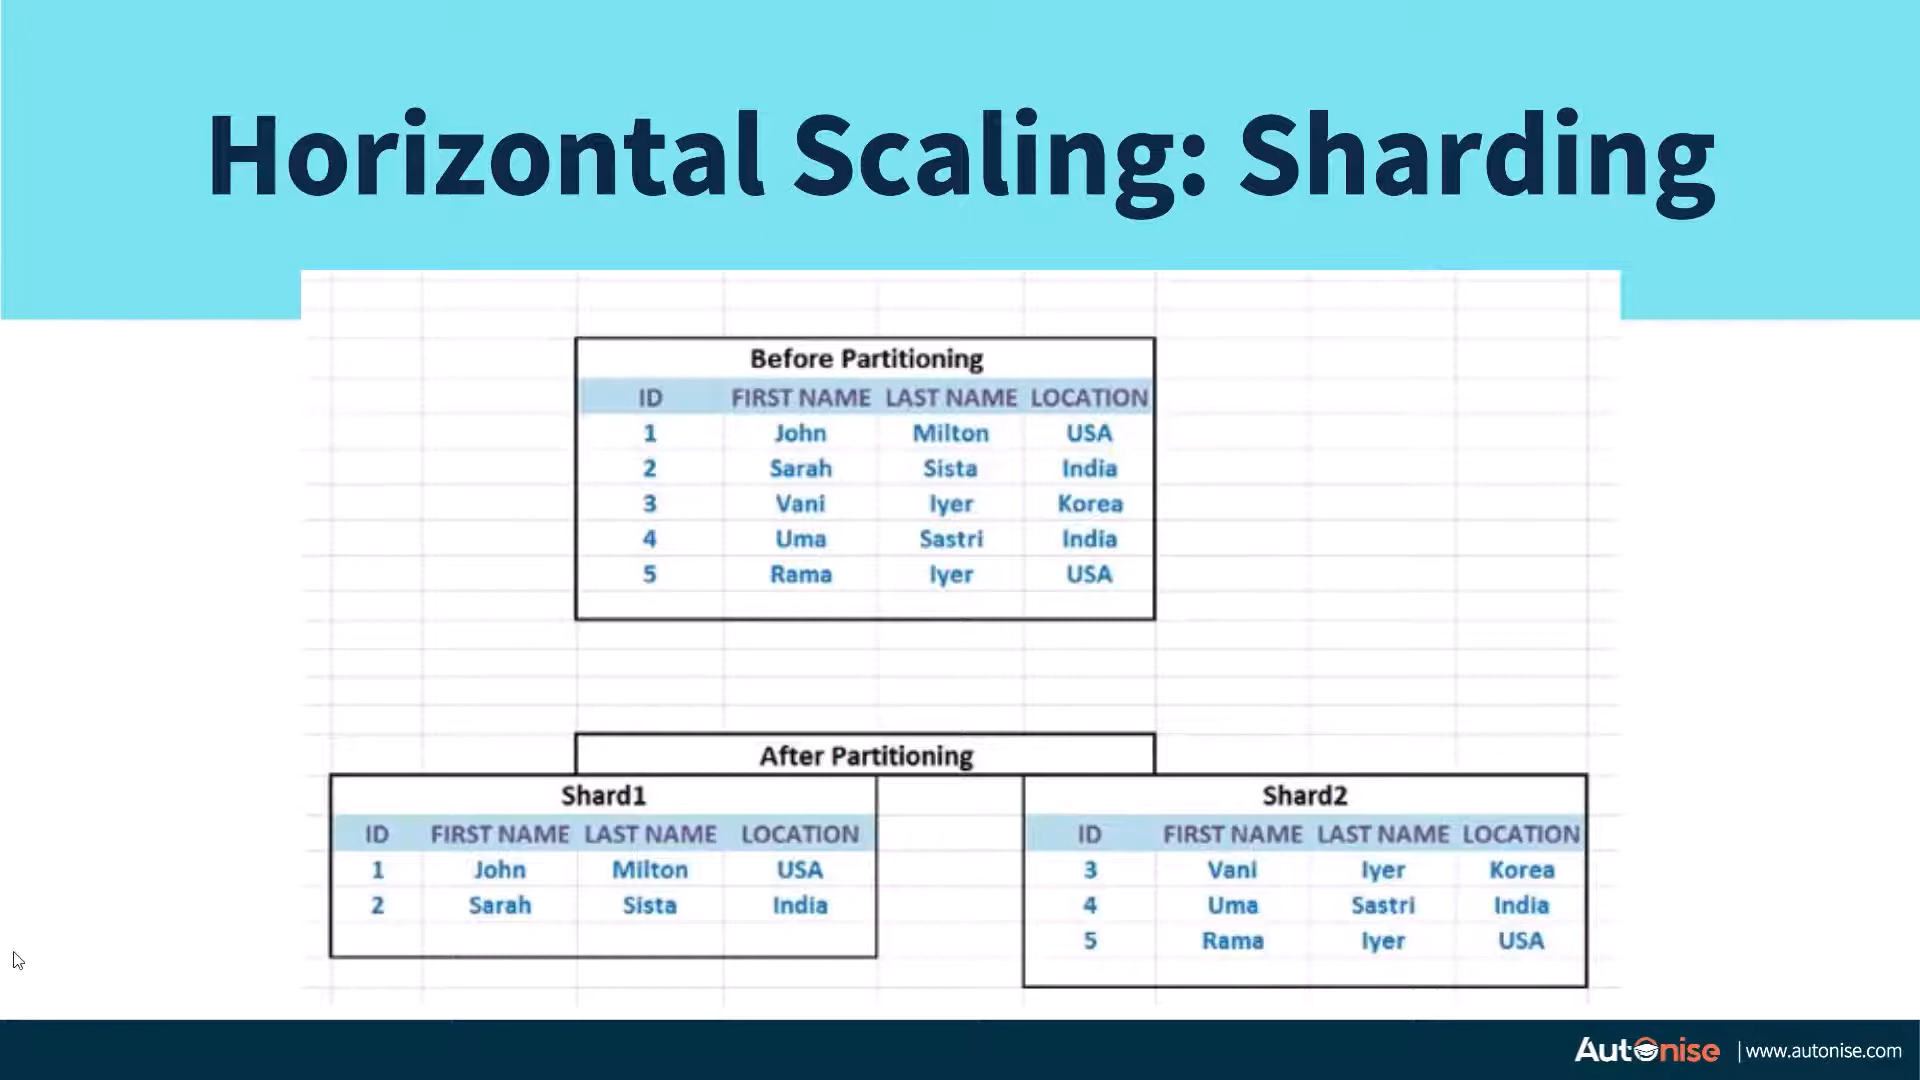 Horizontal Scaling: Sharding
Before Partitioning
ID FIRST NAME LAST NAME LOCATION
1 John Milton USA
2 Sarah Sista India
3 Vani Iyer Korea
4 Uma Sastri India
5 Rama Iyer USA
After Partitioning
Shard1
ID FIRST NAME LAST NAME LOCATION
1 John Milton USA
2 Sarah Sista India
Shard2
ID FIRST NAME LAST NAME LOCATION
3 Vani Iyer Korea
4 Uma Sastri India
5 Rama Iyer USA
AutOnise | www.autonise.com